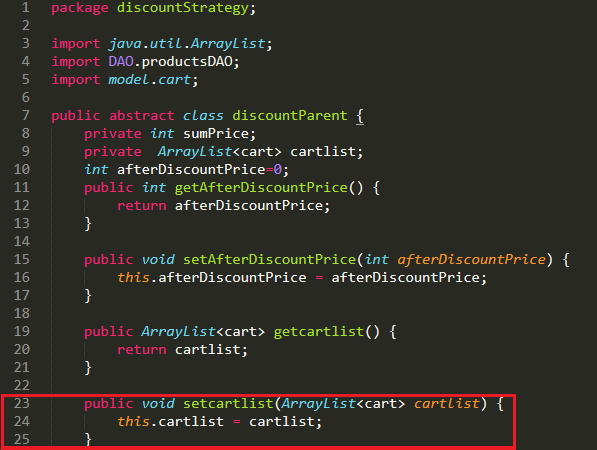 1 package discountStrategy;
2
3 import java.util.ArrayList;
4 import DAO.productsDAO;
5 import model.cart;
6
7 public abstract class discountParent {
8     private int sumPrice;
9     private  ArrayList<cart> cartlist;
10     int afterDiscountPrice=0;
11     public int getAfterDiscountPrice() {
12         return afterDiscountPrice;
13     }
14
15     public void setAfterDiscountPrice(int afterDiscountPrice) {
16         this.afterDiscountPrice = afterDiscountPrice;
17     }
18
19     public ArrayList<cart> getcartlist() {
20         return cartlist;
21     }
22
23     public void setcartlist(ArrayList<cart> cartlist) {
24         this.cartlist = cartlist;
25     }